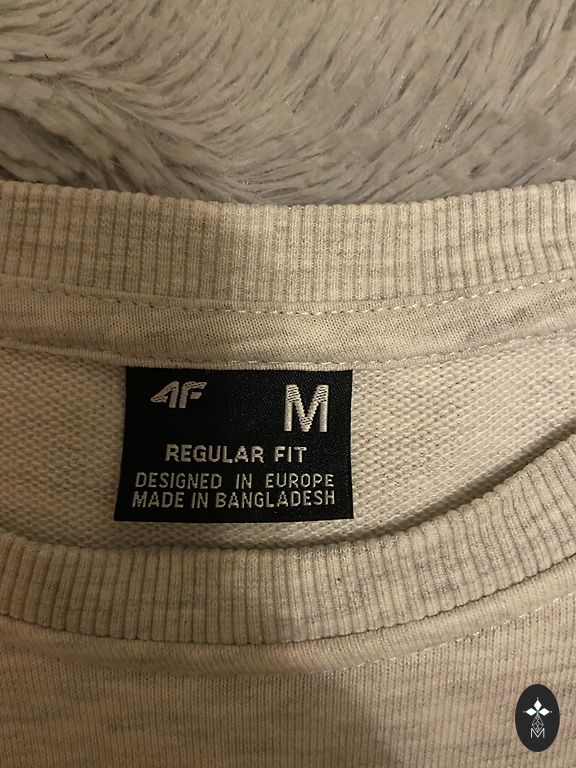 4F M
REGULAR FIT
DESIGNED IN EUROPE
MADE IN BANGLADESH
M